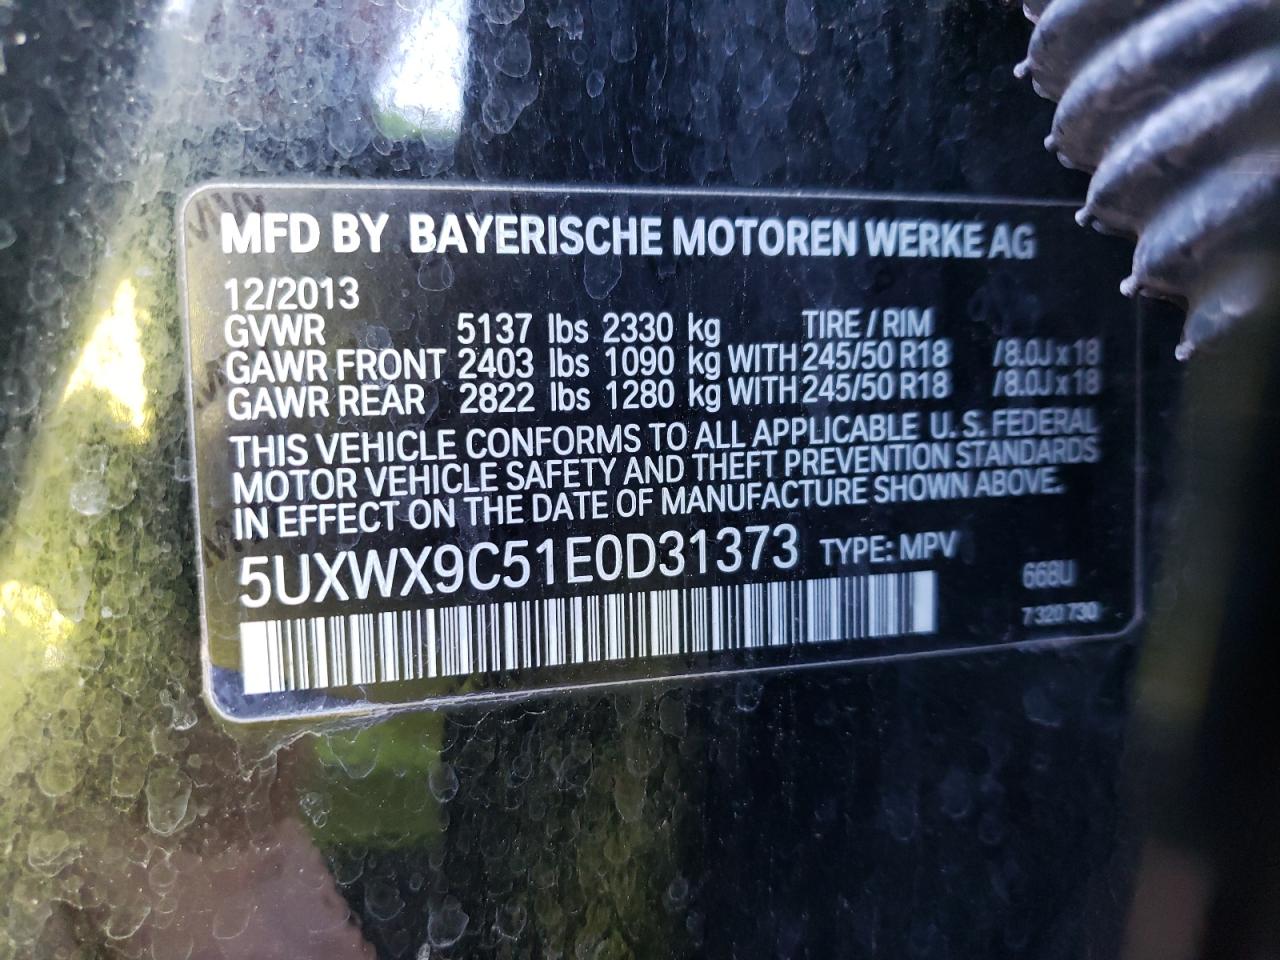 MFD BY BAYERISCHE MOTOREN WERKE AG
12/2013
GVWR 5137 lbs 2330 kg TIRE / RIM
GAWR FRONT 2403 lbs 1090 kg WITH 245/50 R18 /8.0J x 18
GAWR REAR 2822 lbs 1280 kg WITH 245/50 R18 /8.0J x 18
THIS VEHICLE CONFORMS TO ALL APPLICABLE U.S. FEDERAL
MOTOR VEHICLE SAFETY AND THEFT PREVENTION STANDARDS
IN EFFECT ON THE DATE OF MANUFACTURE SHOWN ABOVE.
5UXWX9C51E0D31373 TYPE: MPV
668U
7 320 730